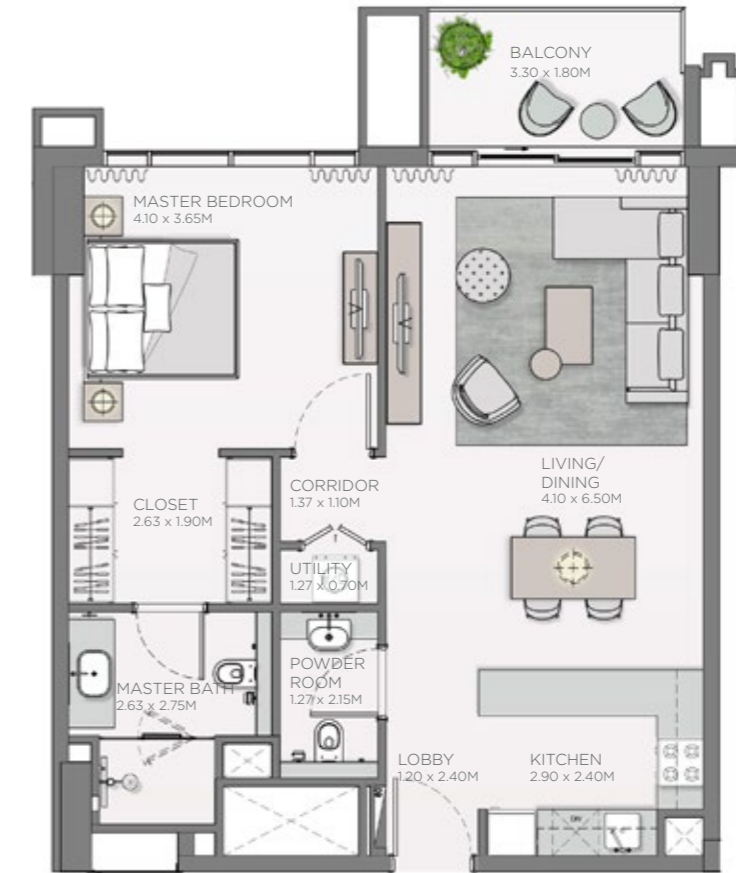 BALCONY
3.30 x 1.80M
MASTER BEDROOM
4.10 x 3.65M
LIVING/
DINING
4.10 x 6.50M
CORRIDOR
1.37 x 1.10M
CLOSET
2.63 x 1.90M
UTILITY
1.27 x 0.70M
POWDER
ROOM
1.27 x 2.15M
MASTER BATH
2.63 x 2.75M
LOBBY
1.20 x 2.40M
KITCHEN
2.90 x 2.40M